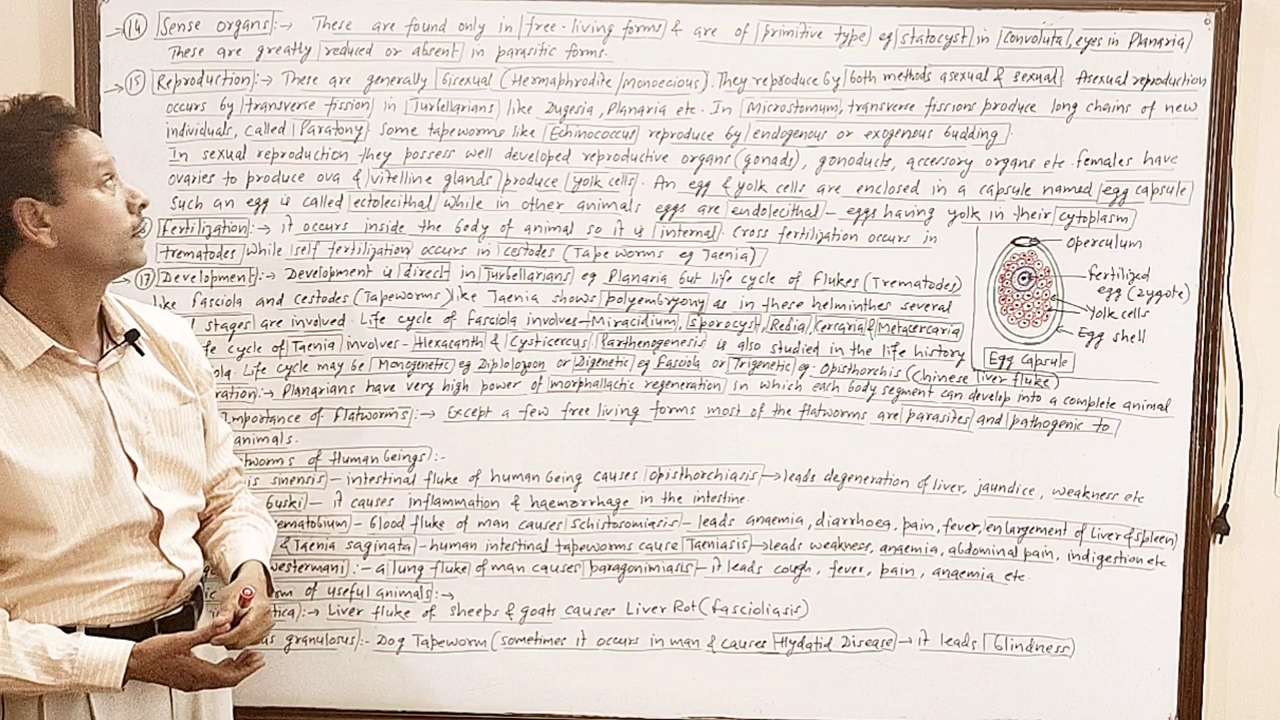 (14) Sense organs :→ These are found only in free-living forms & are of primitive type eg statocyst in Convoluta, eyes in Planaria
These are greatly reduced or absent in parasitic forms.
(15) Reproduction :→ These are generally bisexual (Hermaphrodite/monoecious). They reproduce by both methods asexual & sexual. Asexual reproduction
occurs by transverse fission in Turbellarians like Dugesia, Planaria etc. In Microstomum, transverse fissions produce long chains of new
individuals, called Paratony. Some tapeworms like Echinococcus reproduce by endogenous or exogenous budding.
In sexual reproduction they possess well developed reproductive organs (gonads), gonoducts, accessory organs etc. females have
ovaries to produce ova & vitelline glands produce yolk cells. An egg & yolk cells are enclosed in a capsule named egg capsule
Such an egg is called ectolecithal while in other animals eggs are endolecithal - eggs having yolk in their cytoplasm
Fertilization :→ it occurs inside the body of animal so it is internal. Cross fertilization occurs in
trematodes while self fertilization occurs in cestodes (Tape worms eg Taenia)
(17) Development :→ Development is direct in Turbellarians eg Planaria but life cycle of Flukes (Trematodes)
like fasciola and cestodes (Tapeworms) like Taenia shows polyembryony as in these helminthes several
stages are involved. Life cycle of fasciola involves - Miracidium, Sporocyst, Redia, Cercaria & Metacercaria
fe cycle of Taenia involves - Hexacanth & Cysticercus Parthenogenesis is also studied in the life history
ola Life cycle may be Monogenetic eg Diplolozoon or Digenetic eg Fasciola or Trigenetic eg. Opisthorchis (Chinese liver fluke)
ration :→ Planarians have very high power of morphallactic regeneration in which each body segment can develop into a complete animal
Importance of Flatworms :→ Except a few free living forms most of the flatworms are parasites and pathogenic to
animals.
tworms of Human beings :-
is sinensis - intestinal fluke of human being causes opisthorchiasis → leads degeneration of liver, jaundice, weakness etc
buski - it causes inflammation & haemorrhage in the intestine.
ematobium - blood fluke of man causes Schistosomiasis - leads anaemia, diarrhoea, pain, fever, enlargement of liver & spleen
& Taenia saginata - human intestinal tapeworms cause Taeniasis → leads weakness, anaemia, abdominal pain, indigestion etc
westermani :- a lung fluke of man causes paragonimiasis - it leads cough, fever, pain, anaemia etc
sm of useful animals :→
tica) :→ Liver fluke of sheeps & goats causes Liver Rot (fascioliasis)
us granulosus :- Dog Tapeworm (sometimes it occurs in man & causes Hydatid Disease → it leads blindness)
operculum
fertilized
egg (zygote)
Yolk cells
Egg shell
Egg Capsule